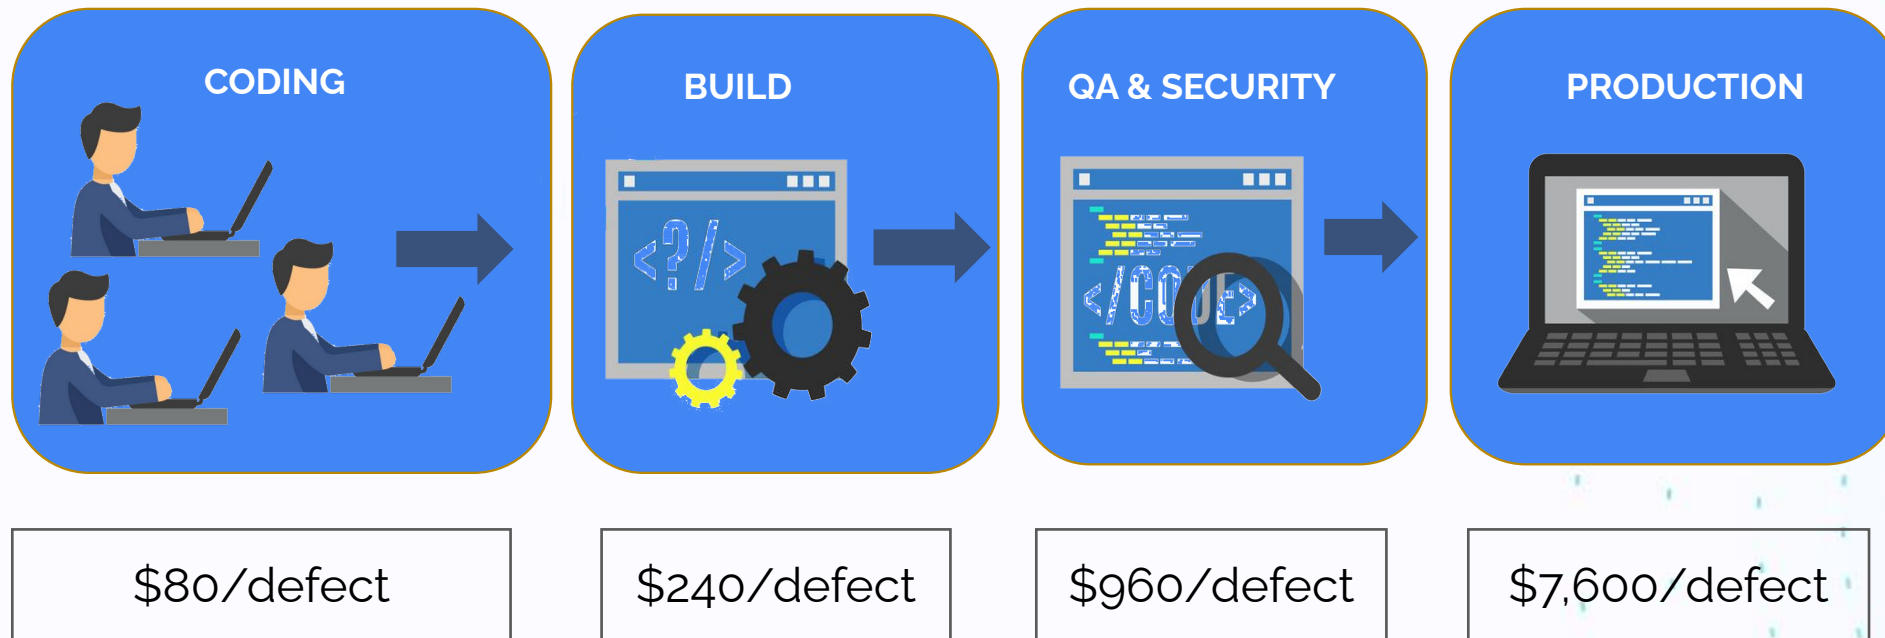 CODING
BUILD
QA & SECURITY
PRODUCTION
<?/>
</CODE>
$80/defect
$240/defect
$960/defect
$7,600/defect